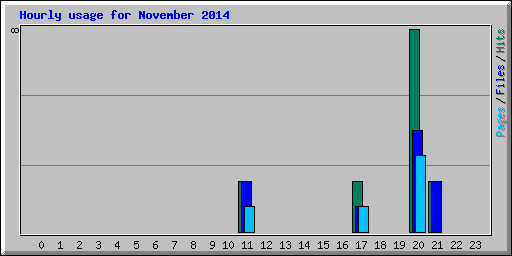 Hourly usage for November 2014
8
Pages/Files/Hits
0 1 2 3 4 5 6 7 8 9 10 11 12 13 14 15 16 17 18 19 20 21 22 23